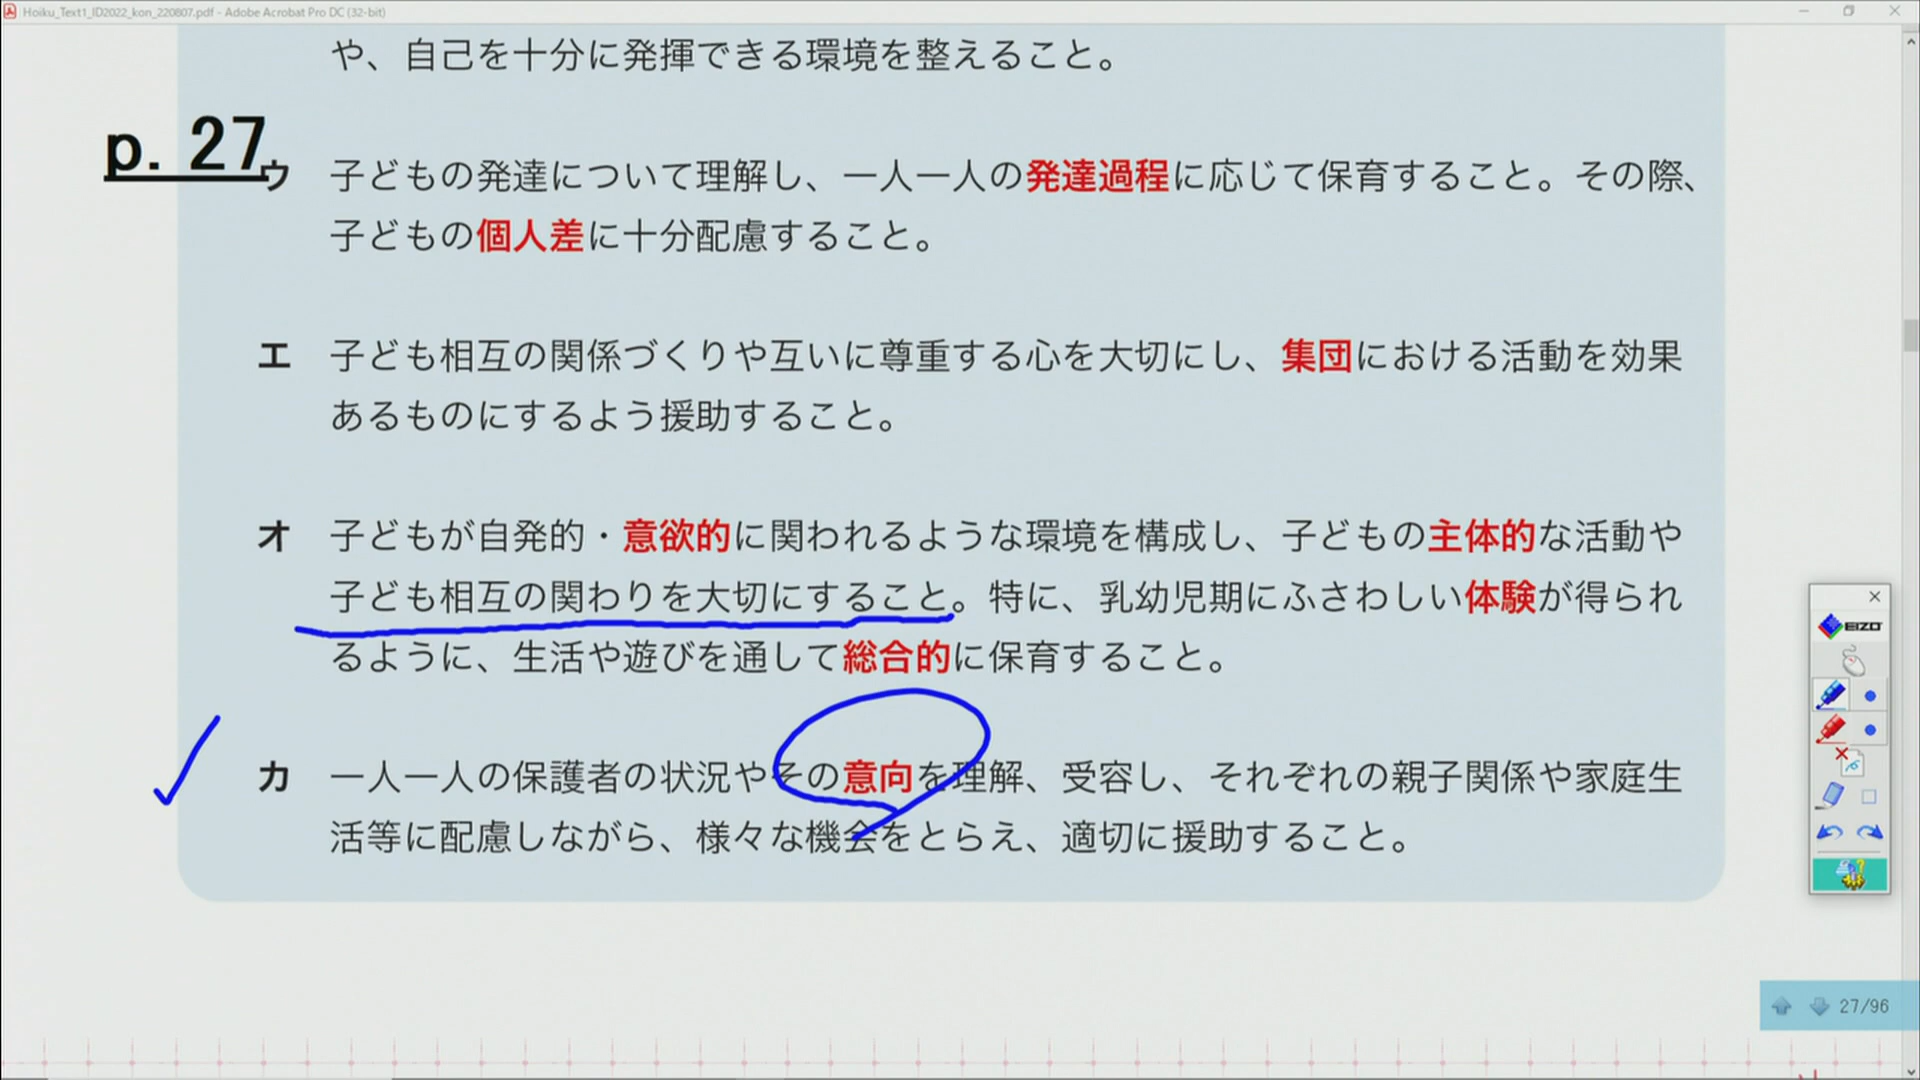 Hoiku_Text1_ID2022_kon_220807.pdf - Adobe Acrobat Pro DC (32-bit)
や、自己を十分に発揮できる環境を整えること。
p. 27
ウ 子どもの発達について理解し、一人一人の発達過程に応じて保育すること。その際、
子どもの個人差に十分配慮すること。
エ 子ども相互の関係づくりや互いに尊重する心を大切にし、集団における活動を効果
あるものにするよう援助すること。
オ 子どもが自発的・意欲的に関われるような環境を構成し、子どもの主体的な活動や
子ども相互の関わりを大切にすること。特に、乳幼児期にふさわしい体験が得られ
るように、生活や遊びを通して総合的に保育すること。
カ 一人一人の保護者の状況やその意向を理解、受容し、それぞれの親子関係や家庭生
活等に配慮しながら、様々な機会をとらえ、適切に援助すること。
EIZO
27/96